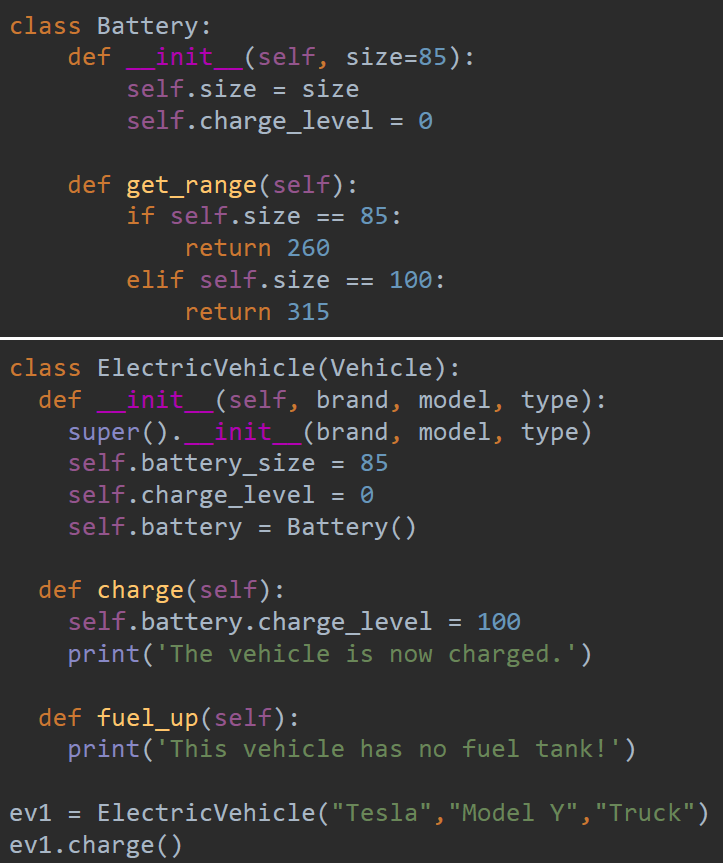 class Battery:
    def __init__(self, size=85):
        self.size = size
        self.charge_level = 0

    def get_range(self):
        if self.size == 85:
            return 260
        elif self.size == 100:
            return 315
class ElectricVehicle(Vehicle):
  def __init__(self, brand, model, type):
    super().__init__(brand, model, type)
    self.battery_size = 85
    self.charge_level = 0
    self.battery = Battery()

  def charge(self):
    self.battery.charge_level = 100
    print('The vehicle is now charged.')

  def fuel_up(self):
    print('This vehicle has no fuel tank!')

ev1 = ElectricVehicle("Tesla","Model Y","Truck")
ev1.charge()